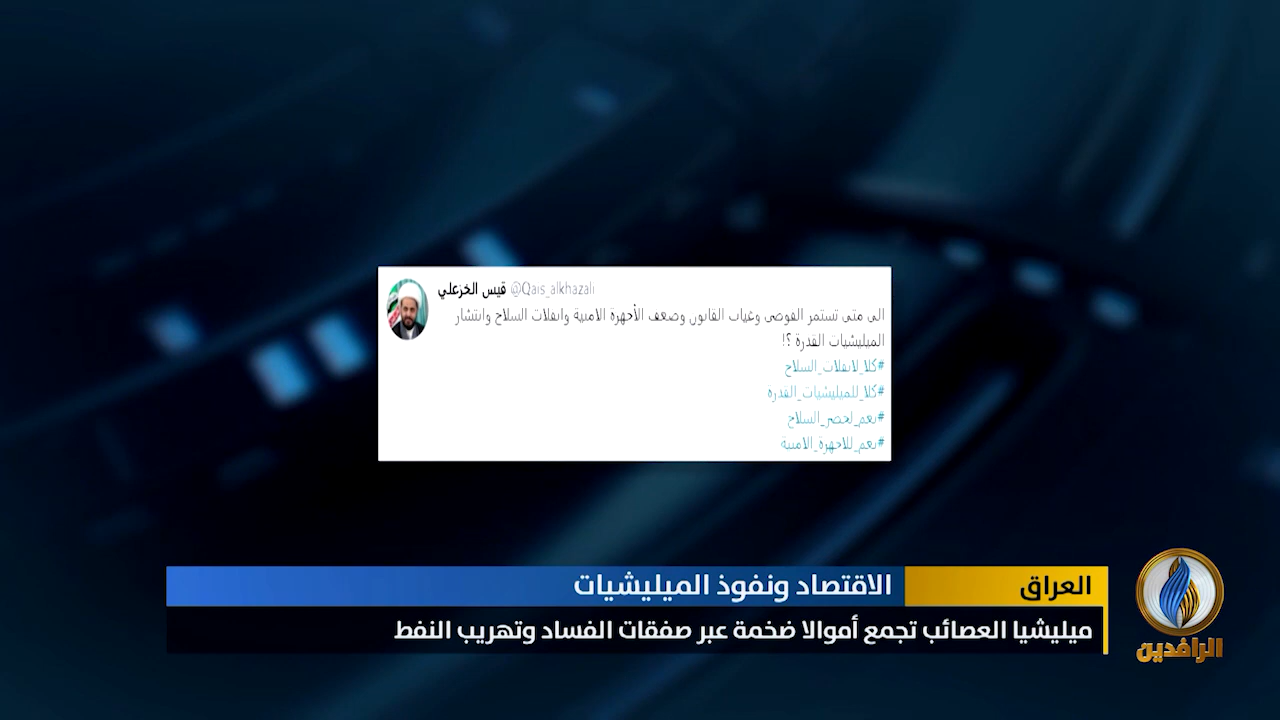 قيس الخزعلي @Qais_alkhazali
الى متى تستمر الفوضى وغياب القانون وضعف الأجهزة الامنية وانفلات السلاح وانتشار
الميليشيات القذرة ؟!
#كلا_لانفلات_السلاح
#كلا_للميليشيات_القذرة
#نعم_لحصر_السلاح
#نعم_للاجهزة_الامنية
العراق
الاقتصاد ونفوذ الميليشيات
ميليشيا العصائب تجمع أموالا ضخمة عبر صفقات الفساد وتهريب النفط
الرافدين